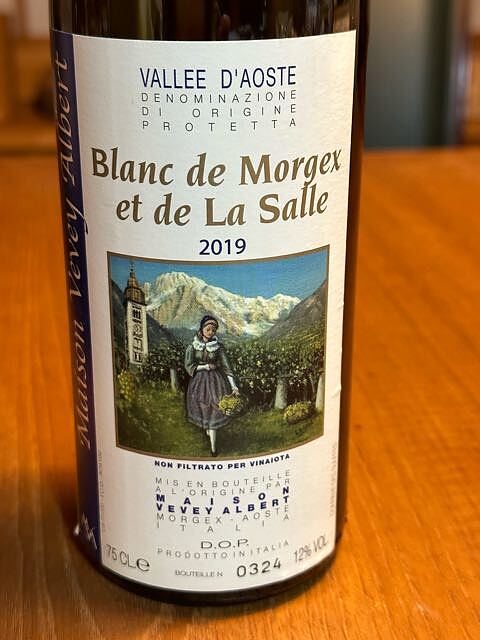 VALLEE D'AOSTE
DENOMINAZIONE
DI ORIGINE
PROTETTA
Blanc de Morgex
et de La Salle
2019
Maison Vevey Albert
NON FILTRATO PER VINAIOTA
MIS EN BOUTEILLE
A L'ORIGINE PAR
MAISON
VEVEY ALBERT
MORGEX - AOSTE
ITALIA
D.O.P.
PRODOTTO IN ITALIA
75 CL.e
BOUTEILLE N 0324
12% VOL